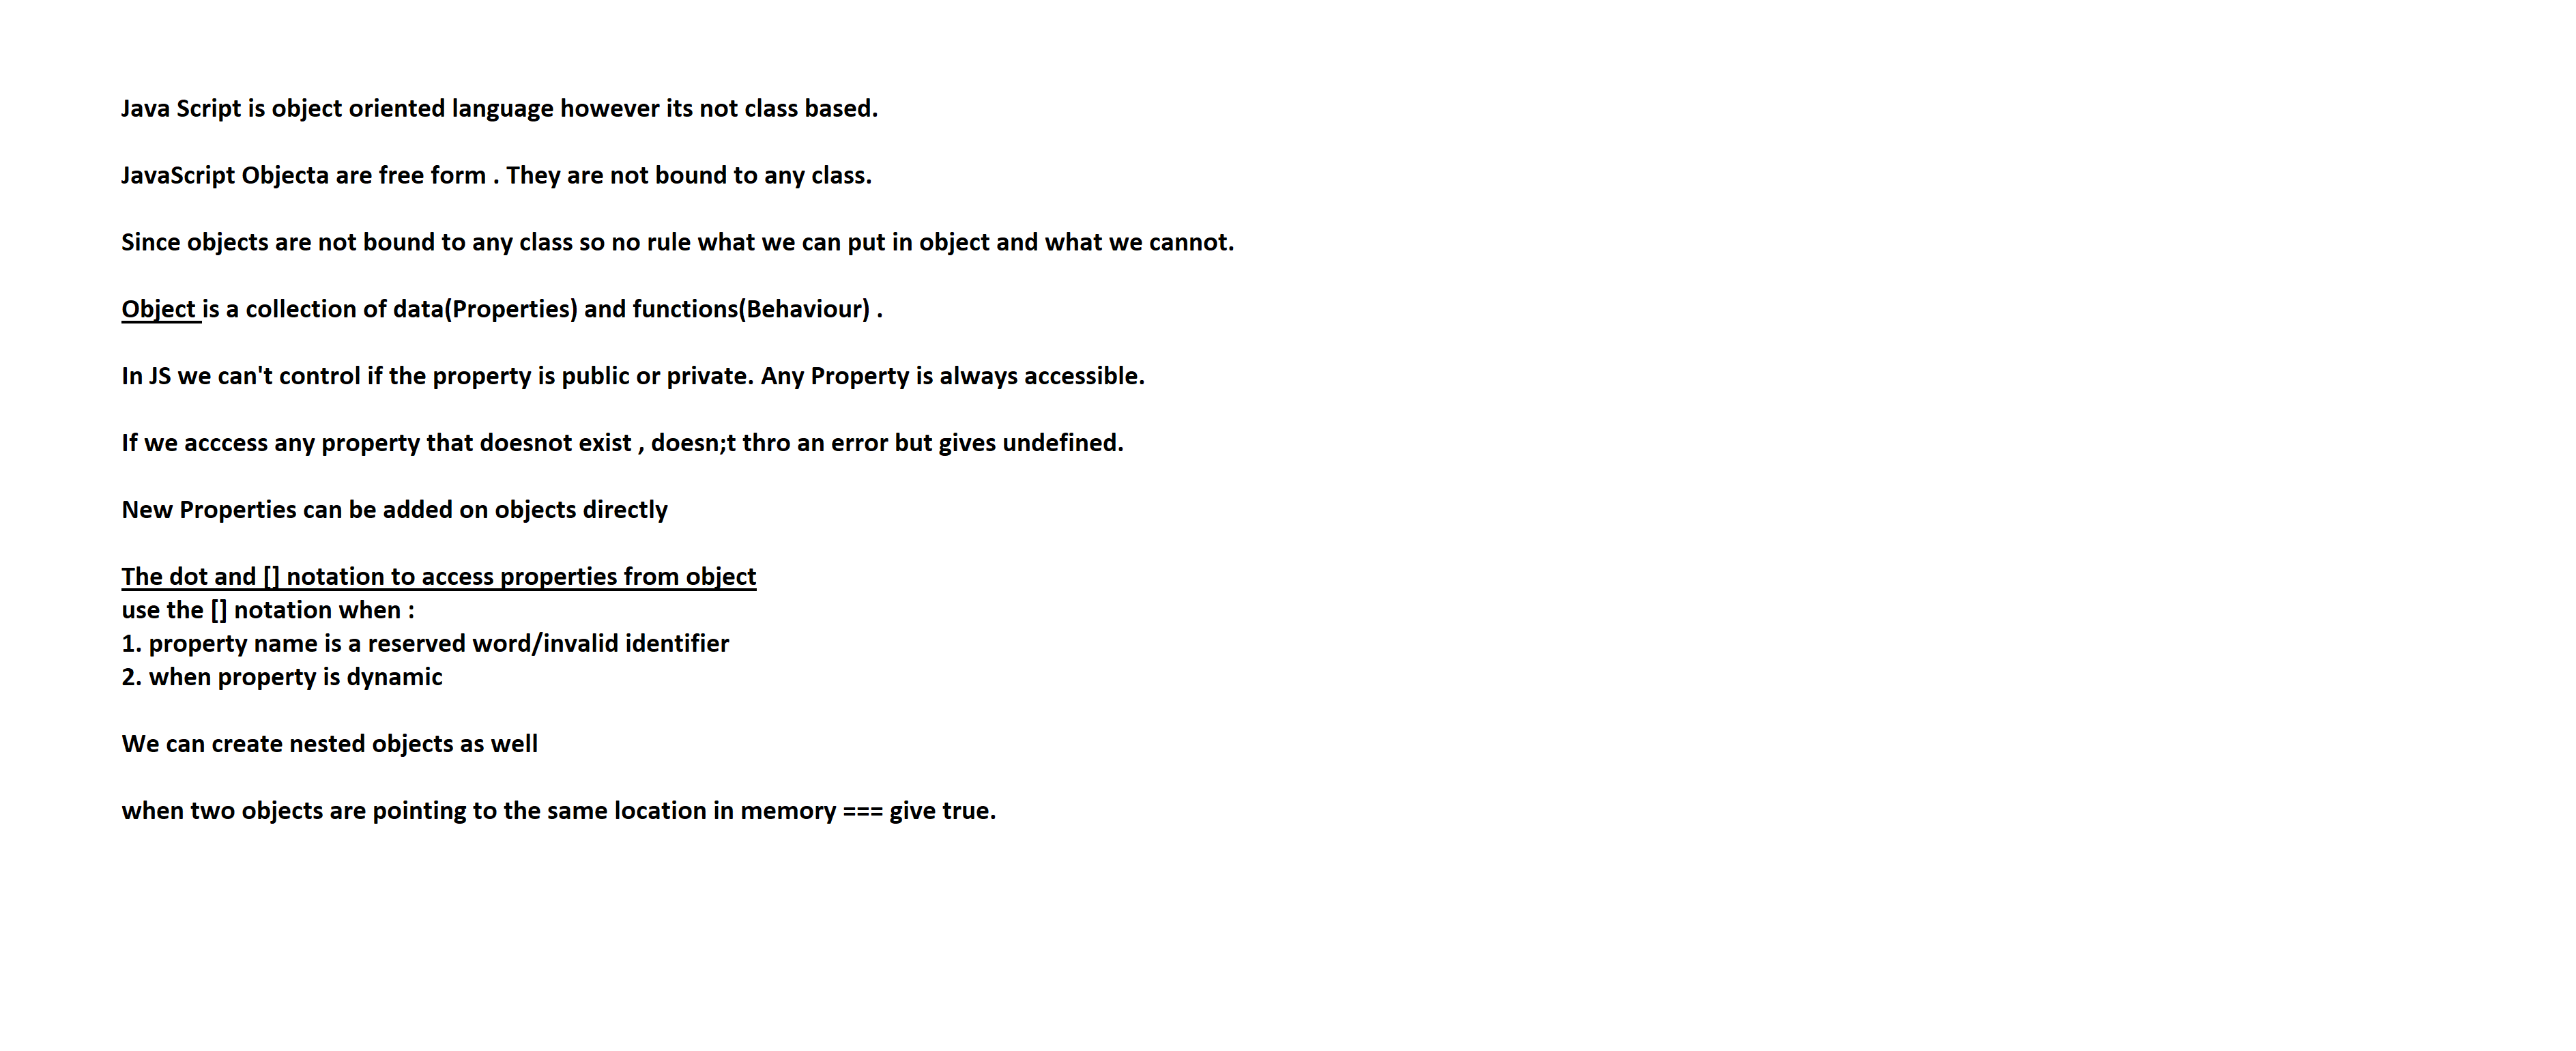 Java Script is object oriented language however its not class based.
JavaScript Objecta are free form . They are not bound to any class.
Since objects are not bound to any class so no rule what we can put in object and what we cannot.
Object is a collection of data(Properties) and functions(Behaviour) .
In JS we can't control if the property is public or private. Any Property is always accessible.
If we acccess any property that doesnot exist , doesn;t thro an error but gives undefined.
New Properties can be added on objects directly
The dot and [] notation to access properties from object
use the [] notation when :
1. property name is a reserved word/invalid identifier
2. when property is dynamic
We can create nested objects as well
when two objects are pointing to the same location in memory === give true.